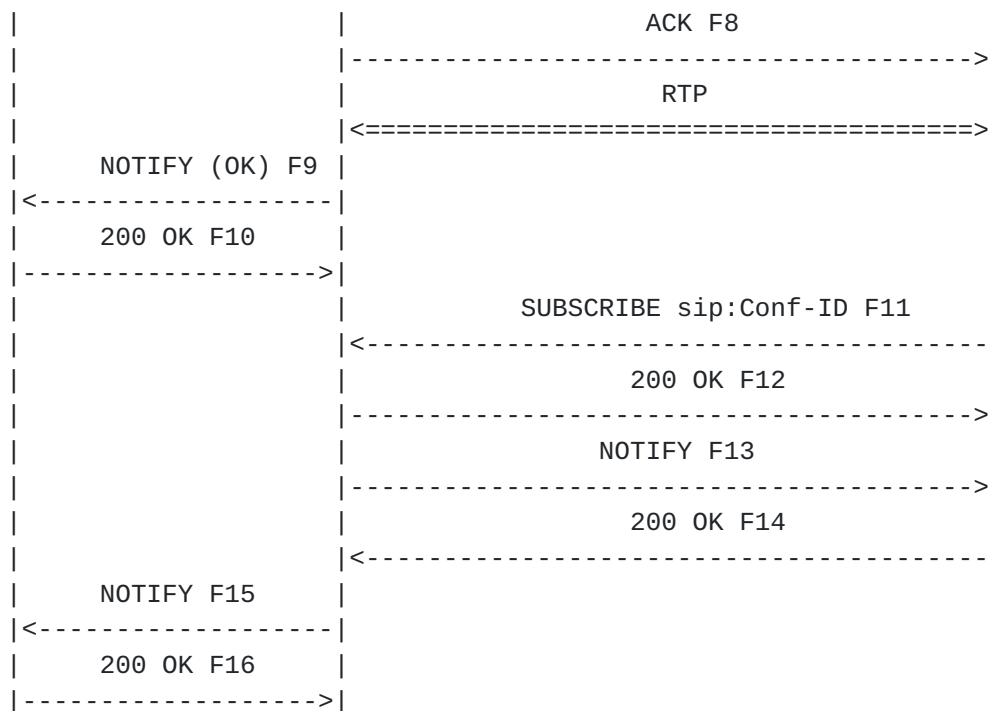 |                    |                   ACK F8
|                    |---------------------------------------->
|                    |                    RTP
|                    |<=======================================>
|     NOTIFY (OK) F9 |
|<-------------------|
|     200 OK F10     |
|------------------->|
|                    |           SUBSCRIBE sip:Conf-ID F11
|                    |<----------------------------------------
|                    |                  200 OK F12
|                    |---------------------------------------->
|                    |                NOTIFY F13
|                    |---------------------------------------->
|                    |                  200 OK F14
|                    |<----------------------------------------
|     NOTIFY F15     |
|<-------------------|
|     200 OK F16     |
|------------------->|